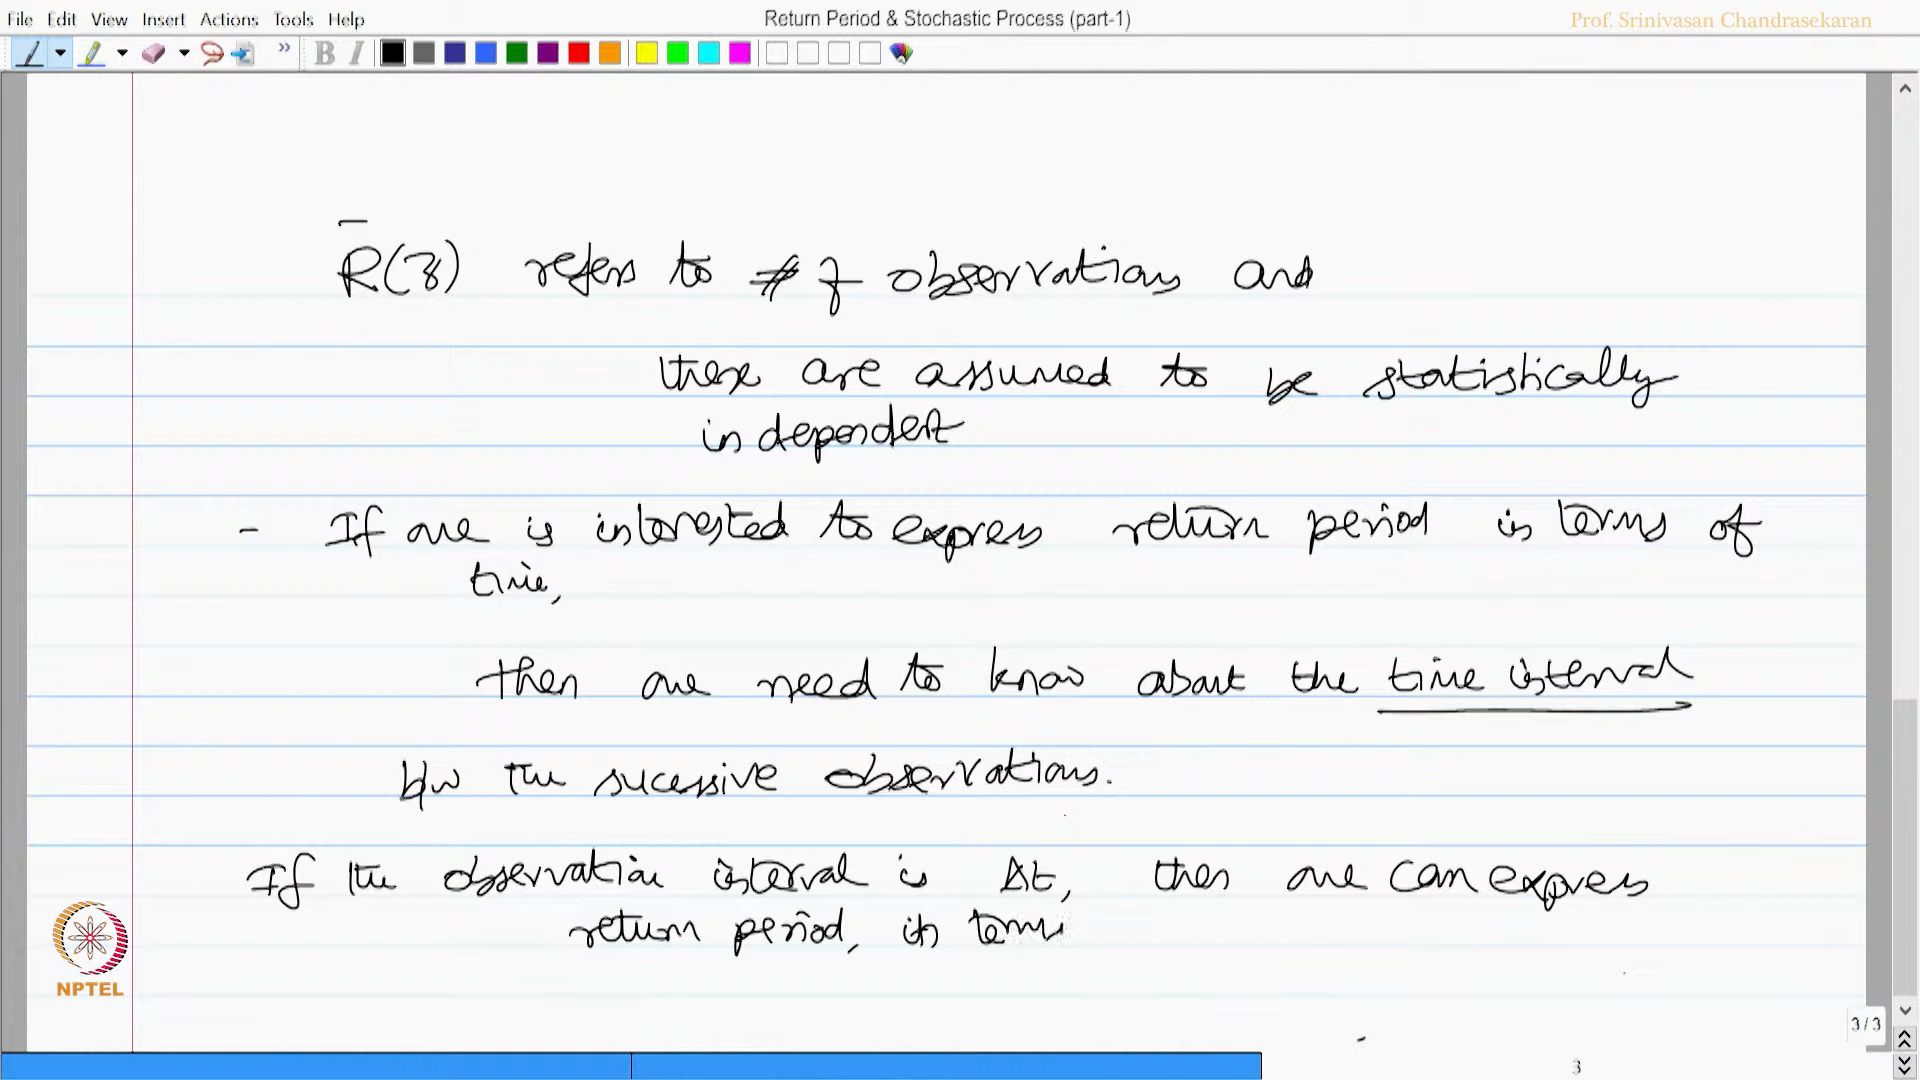 File Edit View Insert Actions Tools Help
Return Period & Stochastic Process (part-1)
Prof. Srinivasan Chandrasekaran
B I
R̄(z) refers to # of observations and
these are assumed to be statistically
independent
- If one is interested to express return period in terms of
time,
then one need to know about the time interval
b/w the sucessive observations.
If the observation interval is Δt, then one can express
return period, in terms
NPTEL
3 / 3
3